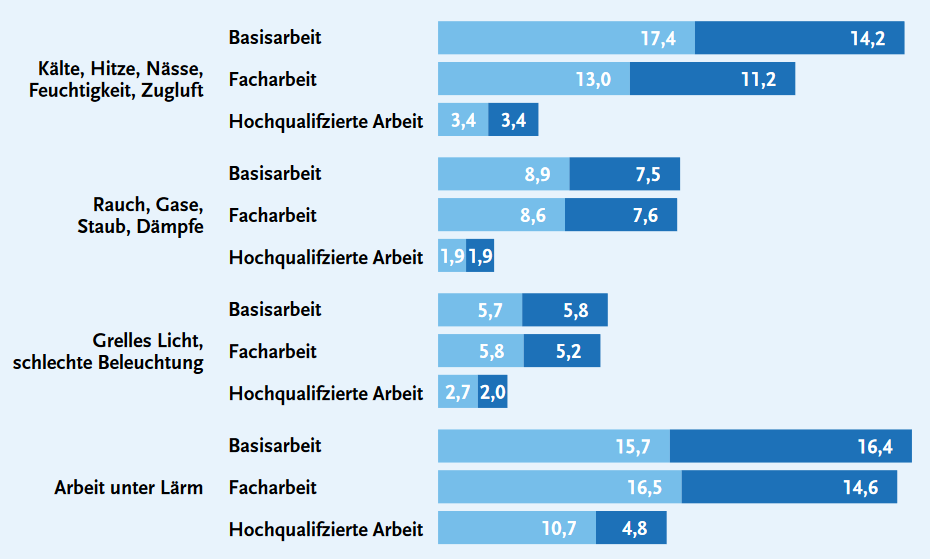 Kälte, Hitze, Nässe,
Feuchtigkeit, Zugluft
Basisarbeit 17,4 14,2
Facharbeit 13,0 11,2
Hochqualifzierte Arbeit 3,4 3,4
Rauch, Gase,
Staub, Dämpfe
Basisarbeit 8,9 7,5
Facharbeit 8,6 7,6
Hochqualifzierte Arbeit 1,9 1,9
Grelles Licht,
schlechte Beleuchtung
Basisarbeit 5,7 5,8
Facharbeit 5,8 5,2
Hochqualifzierte Arbeit 2,7 2,0
Arbeit unter Lärm
Basisarbeit 15,7 16,4
Facharbeit 16,5 14,6
Hochqualifzierte Arbeit 10,7 4,8